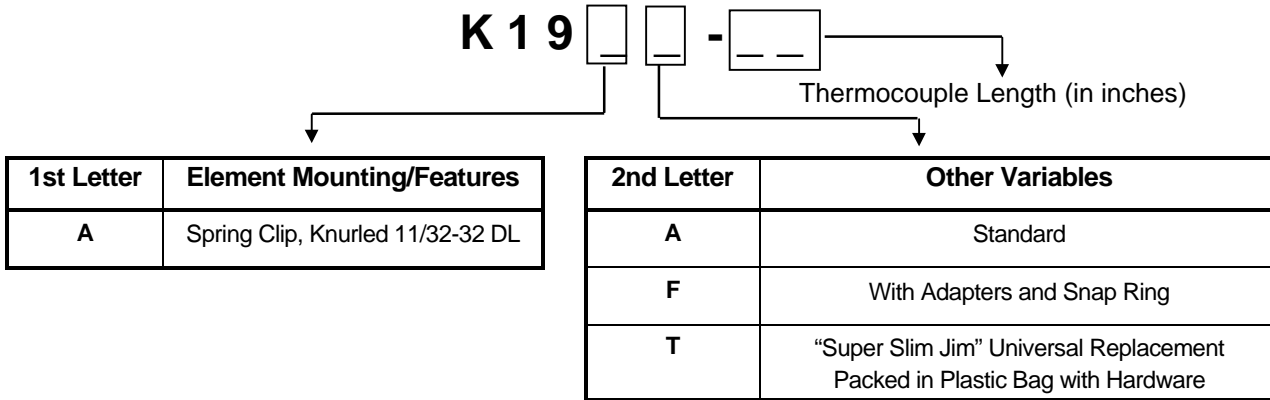 K 1 9 _ _ - _ _
Thermocouple Length (in inches)
1st Letter Element Mounting/Features
A Spring Clip, Knurled 11/32-32 DL
2nd Letter Other Variables
A Standard
F With Adapters and Snap Ring
T “Super Slim Jim” Universal Replacement
Packed in Plastic Bag with Hardware